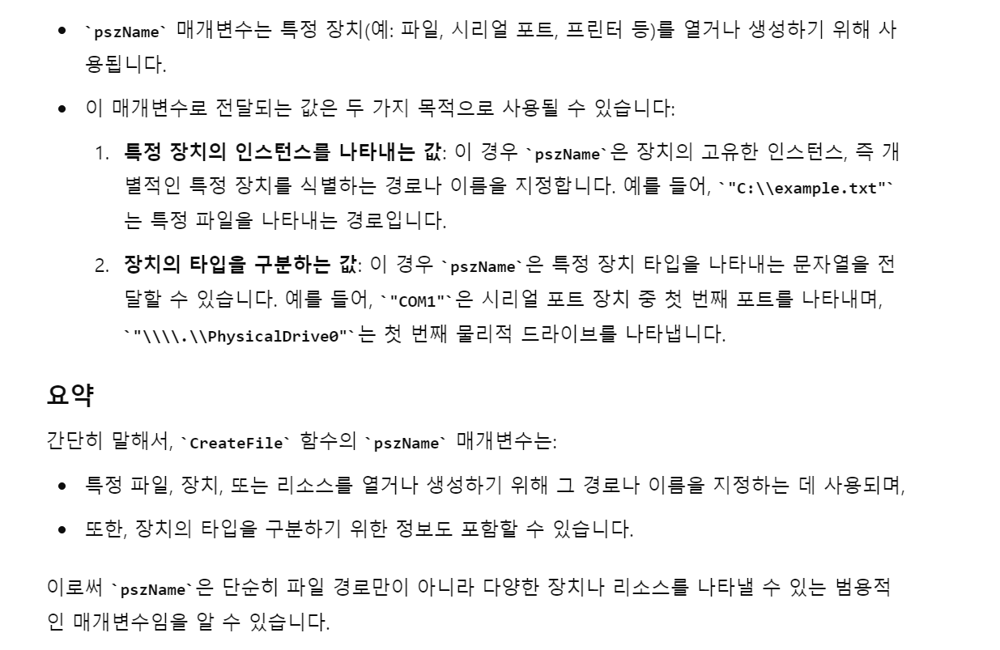 • `pszName` 매개변수는 특정 장치(예: 파일, 시리얼 포트, 프린터 등)를 열거나 생성하기 위해 사
용됩니다.
• 이 매개변수로 전달되는 값은 두 가지 목적으로 사용될 수 있습니다:
1. 특정 장치의 인스턴스를 나타내는 값: 이 경우 `pszName`은 장치의 고유한 인스턴스, 즉 개
별적인 특정 장치를 식별하는 경로나 이름을 지정합니다. 예를 들어, `"C:\\example.txt"`
는 특정 파일을 나타내는 경로입니다.
2. 장치의 타입을 구분하는 값: 이 경우 `pszName`은 특정 장치 타입을 나타내는 문자열을 전
달할 수 있습니다. 예를 들어, `"COM1"`은 시리얼 포트 장치 중 첫 번째 포트를 나타내며,
`"\\\\.\\PhysicalDrive0"`는 첫 번째 물리적 드라이브를 나타냅니다.
요약
간단히 말해서, `CreateFile` 함수의 `pszName` 매개변수는:
• 특정 파일, 장치, 또는 리소스를 열거나 생성하기 위해 그 경로나 이름을 지정하는 데 사용되며,
• 또한, 장치의 타입을 구분하기 위한 정보도 포함할 수 있습니다.
이로써 `pszName`은 단순히 파일 경로만이 아니라 다양한 장치나 리소스를 나타낼 수 있는 범용적
인 매개변수임을 알 수 있습니다.